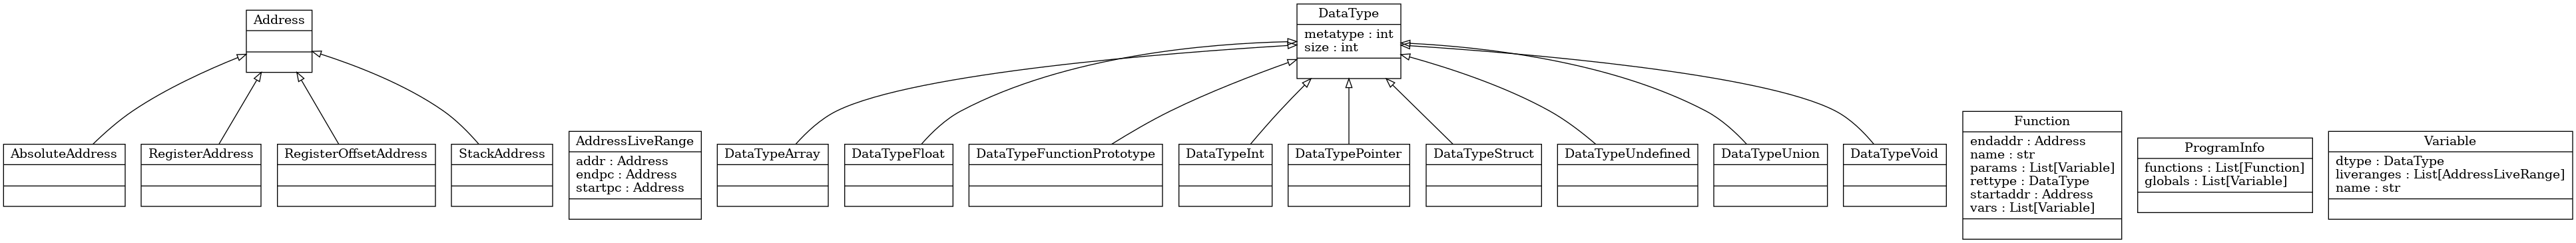 Address
DataType
metatype : int
size : int
AbsoluteAddress
RegisterAddress
RegisterOffsetAddress
StackAddress
AddressLiveRange
addr : Address
endpc : Address
startpc : Address
DataTypeArray
DataTypeFloat
DataTypeFunctionPrototype
DataTypeInt
DataTypePointer
DataTypeStruct
DataTypeUndefined
DataTypeUnion
DataTypeVoid
Function
endaddr : Address
name : str
params : List[Variable]
rettype : DataType
startaddr : Address
vars : List[Variable]
ProgramInfo
functions : List[Function]
globals : List[Variable]
Variable
dtype : DataType
liveranges : List[AddressLiveRange]
name : str